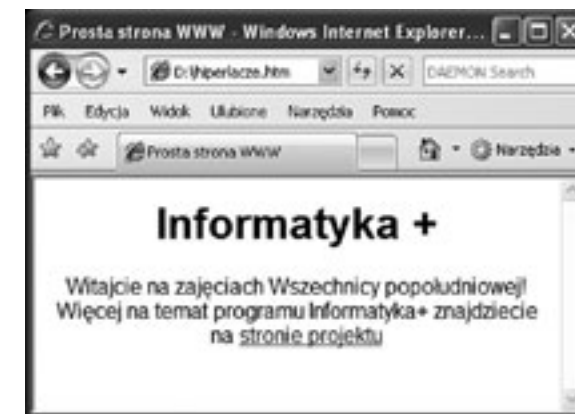 Prosta strona WWW - Windows Internet Explorer...
D:\hiperlacze.htm
DAEMON Search
Plik Edycja Widok Ulubione Narzędzia Pomoc
Prosta strona WWW
Narzędzia
Informatyka +
Witajcie na zajęciach Wszechnicy popołudniowej!
Więcej na temat programu Informatyka+ znajdziecie
na stronie projektu